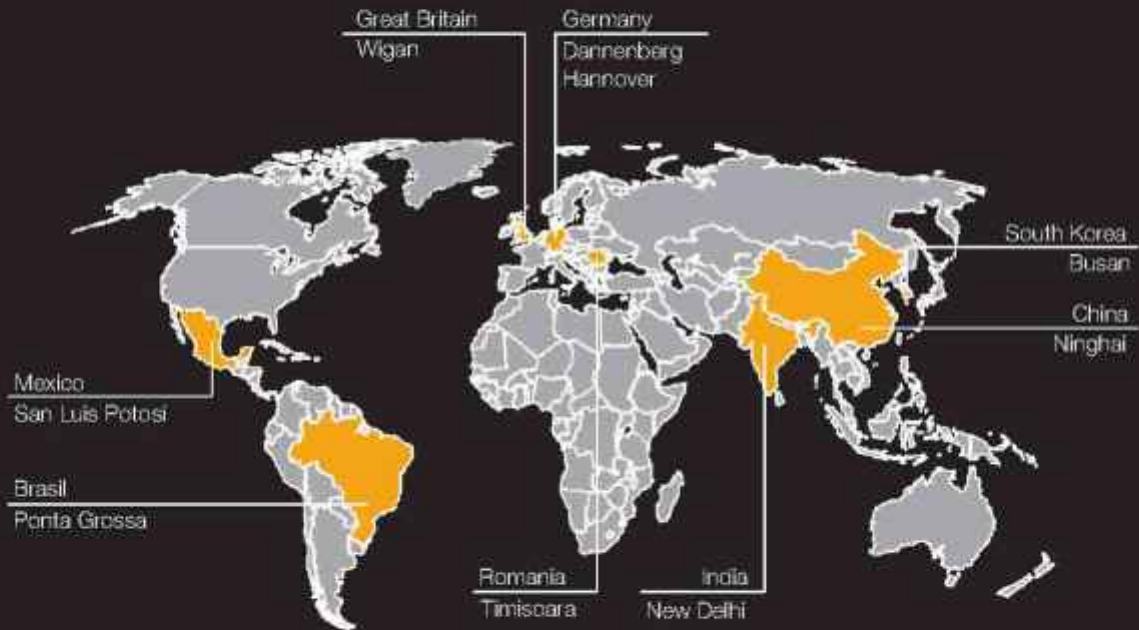 Great Britain
Wigan
Germany
Dannenberg
Hannover
South Korea
Busan
China
Ninghai
Mexico
San Luis Potosi
Brasil
Ponta Grossa
Romania
Timisoara
India
New Delhi